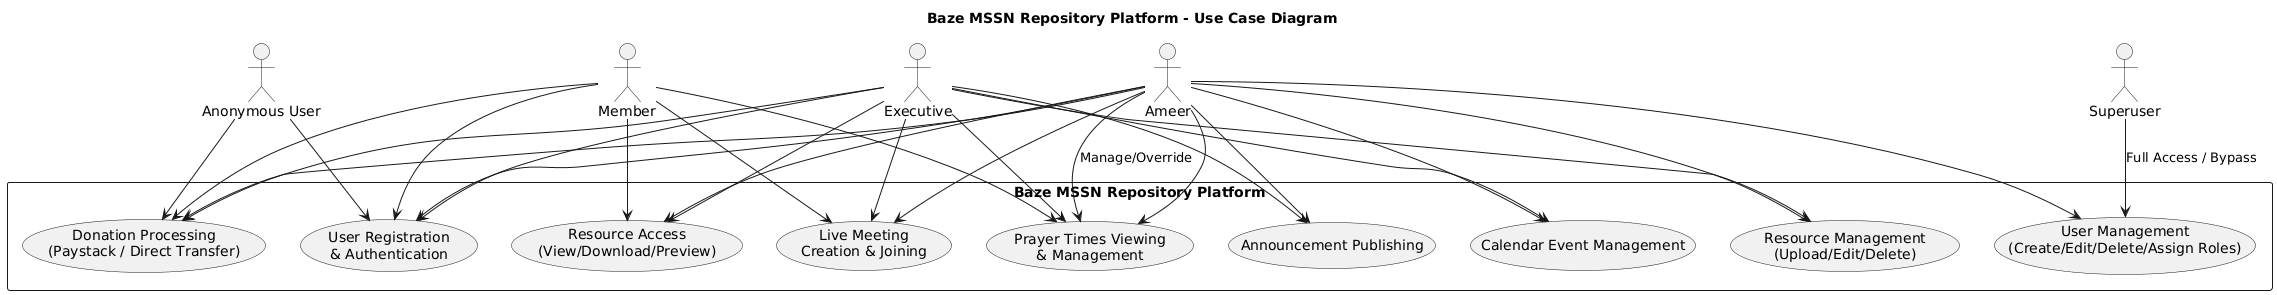 Baze MSSN Repository Platform - Use Case Diagram
Anonymous User
Member
Executive
Ameer
Superuser
Manage/Override
Full Access / Bypass
Baze MSSN Repository Platform
Donation Processing
(Paystack / Direct Transfer)
User Registration
& Authentication
Resource Access
(View/Download/Preview)
Live Meeting
Creation & Joining
Prayer Times Viewing
& Management
Announcement Publishing
Calendar Event Management
Resource Management
(Upload/Edit/Delete)
User Management
(Create/Edit/Delete/Assign Roles)